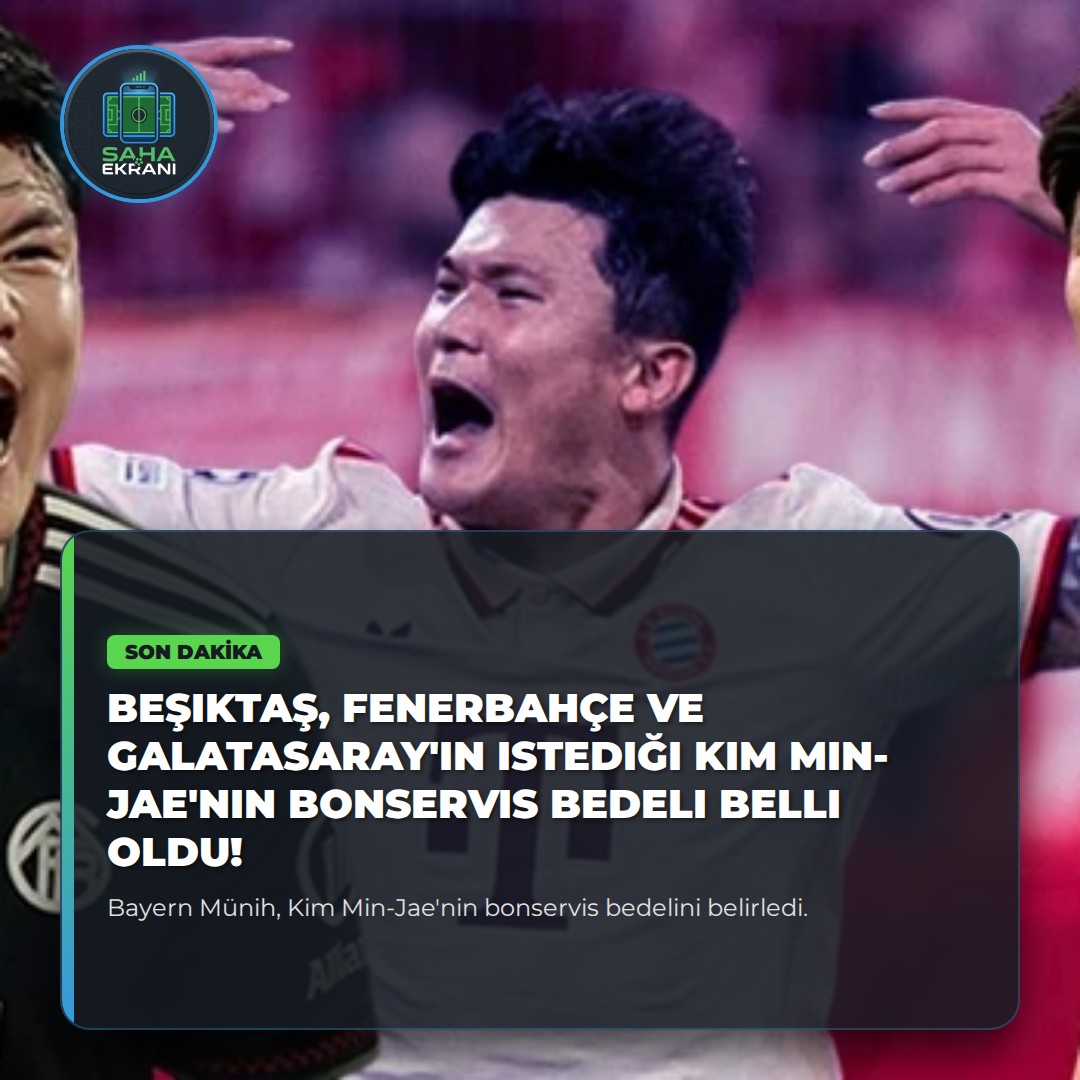 SAHA
EKRANI
SON DAKİKA
BEŞIKTAŞ, FENERBAHÇE VE
GALATASARAY'IN ISTEDIĞI KIM MIN-
JAE'NIN BONSERVIS BEDELI BELLI
OLDU!
Bayern Münih, Kim Min-Jae'nin bonservis bedelini belirledi.